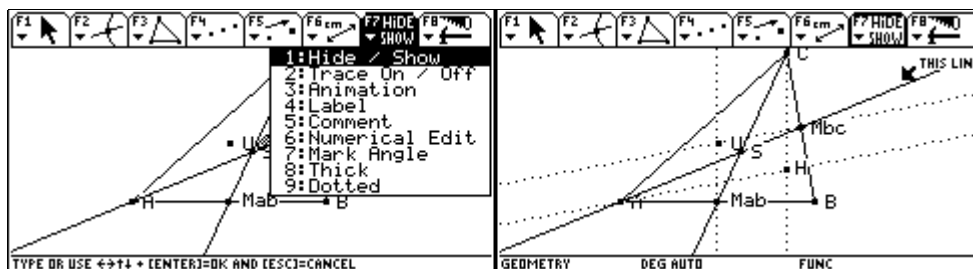 F1 F2 F3 F4 F5 F6 cm F7 HIDE SHOW F8
1:Hide / Show
2:Trace On / Off
3:Animation
4:Label
5:Comment
6:Numerical Edit
7:Mark Angle
8:Thick
9:Dotted
U
S
A Mab B
TYPE OR USE ←→↑↓ + [ENTER]=OK AND [ESC]=CANCEL
F1 F2 F3 F4 F5 F6 cm F7 HIDE SHOW F8
C
THIS LIN
Mbc
U
S
H
A Mab B
GEOMETRY DEG AUTO FUNC